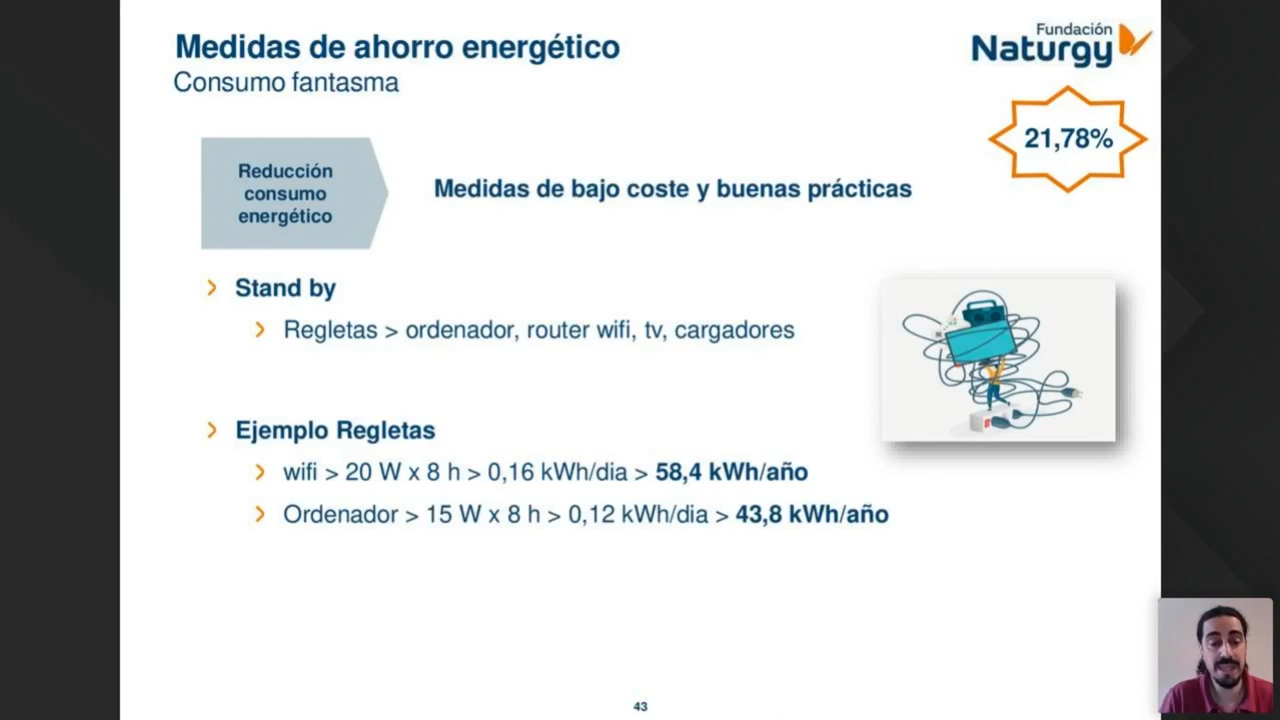 Medidas de ahorro energético
Consumo fantasma
Fundación
Naturgy
21,78%
Reducción
consumo
energético
Medidas de bajo coste y buenas prácticas
Stand by
Regletas > ordenador, router wifi, tv, cargadores
Ejemplo Regletas
wifi > 20 W x 8 h > 0,16 kWh/dia > 58,4 kWh/año
Ordenador > 15 W x 8 h > 0,12 kWh/dia > 43,8 kWh/año
43